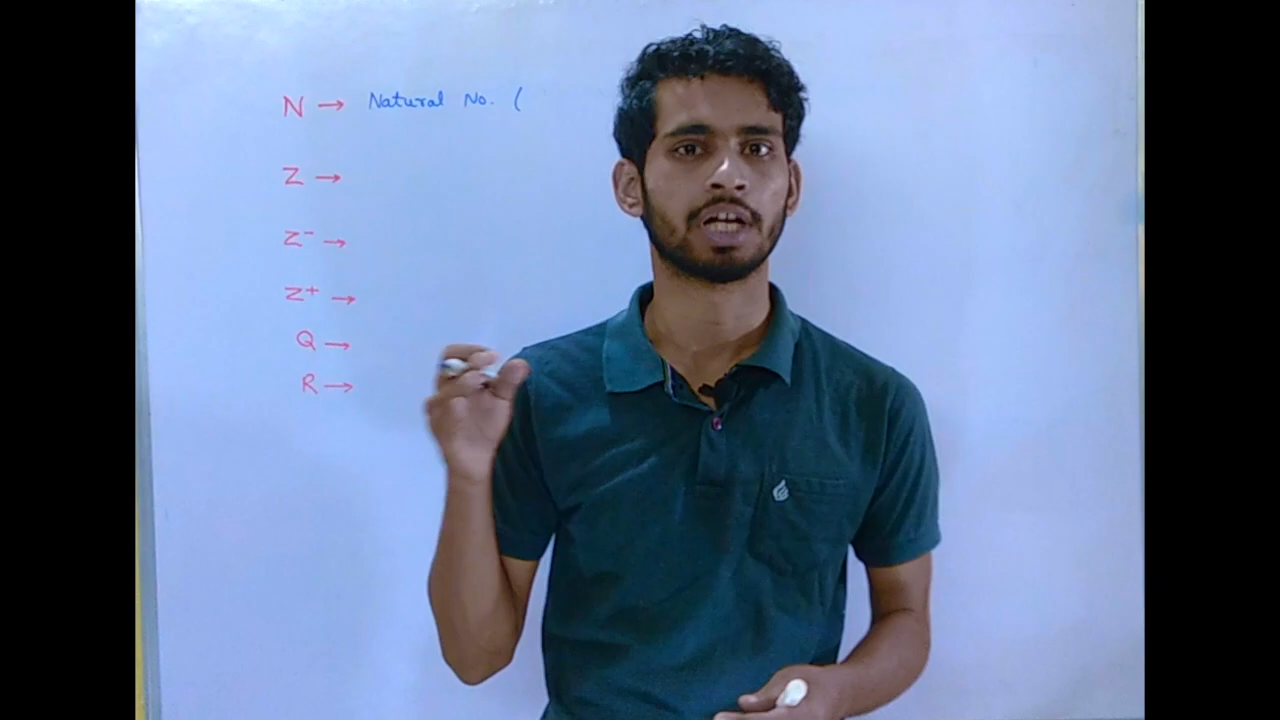 N → Natural No. (
Z →
Z⁻ →
Z⁺ →
Q →
R →